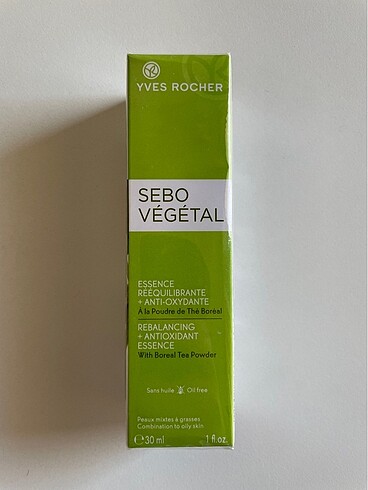 YVES ROCHER
SEBO
VÉGÉTAL
ESSENCE
RÉÉQUILIBRANTE
+ ANTI-OXYDANTE
À la Poudre de Thé Boréal
REBALANCING
+ ANTIOXIDANT
ESSENCE
With Boreal Tea Powder
Sans huile Oil free
Peaux mixtes à grasses
Combination to oily skin
℮ 30 ml 1 fl.oz.